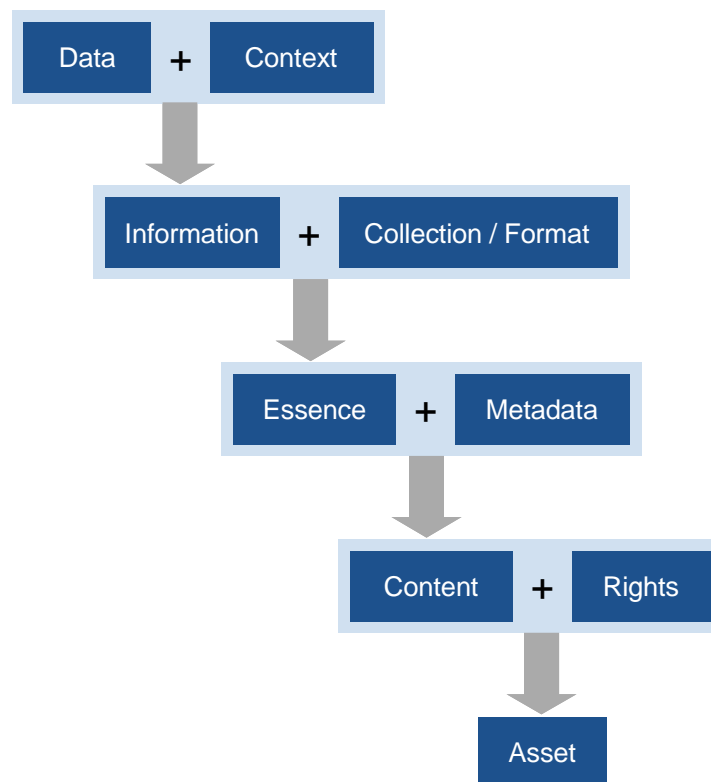 Data + Context
Information + Collection / Format
Essence + Metadata
Content + Rights
Asset